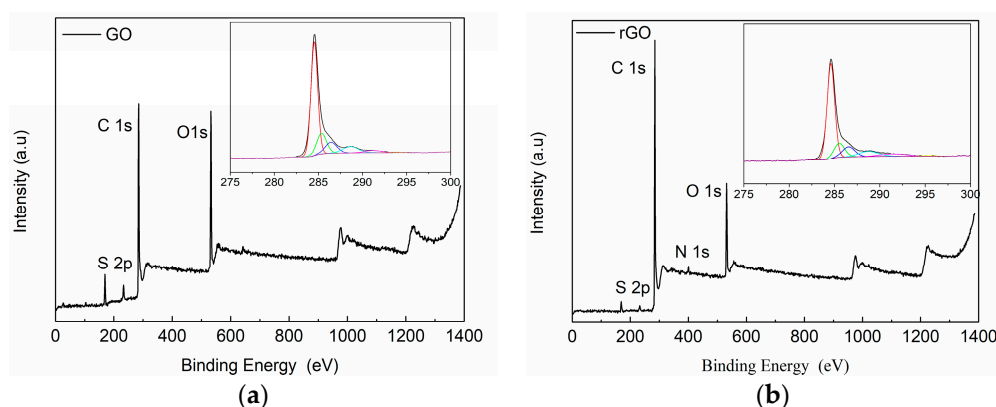 GO
C 1s
O1s
S 2p
275 280 285 290 295 300
Intensity (a.u)
0 200 400 600 800 1000 1200 1400
Binding Energy (eV)
(a)
rGO
C 1s
O 1s
N 1s
S 2p
275 280 285 290 295 300
Intensity (a.u)
0 200 400 600 800 1000 1200 1400
Binding Energy (eV)
(b)